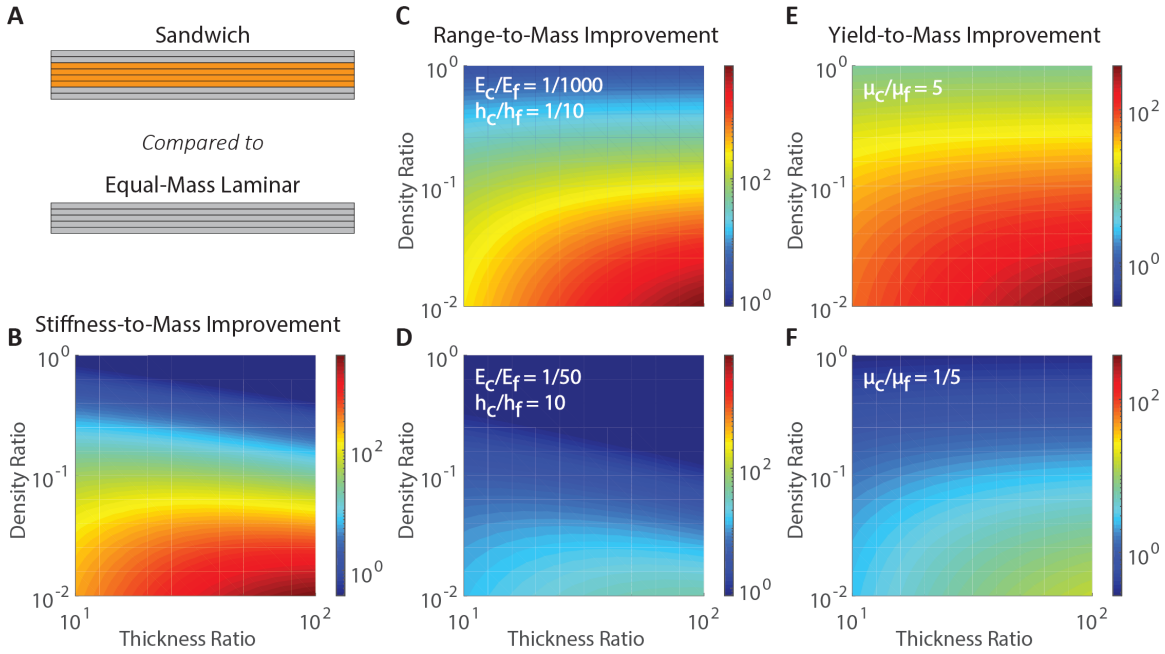 A
Sandwich
Compared to
Equal-Mass Laminar
B
Stiffness-to-Mass Improvement
10^0
10^-1
10^-2
Density Ratio
10^1
10^2
Thickness Ratio
10^2
10^0
C
Range-to-Mass Improvement
E_c/E_f = 1/1000
h_c/h_f = 1/10
10^0
10^-1
10^-2
Density Ratio
10^2
10^0
D
E_c/E_f = 1/50
h_c/h_f = 10
10^0
10^-1
10^-2
Density Ratio
10^1
10^2
Thickness Ratio
10^2
10^0
E
Yield-to-Mass Improvement
μ_c/μ_f = 5
10^0
10^-1
10^-2
Density Ratio
10^2
10^0
F
μ_c/μ_f = 1/5
10^0
10^-1
10^-2
Density Ratio
10^1
10^2
Thickness Ratio
10^2
10^0